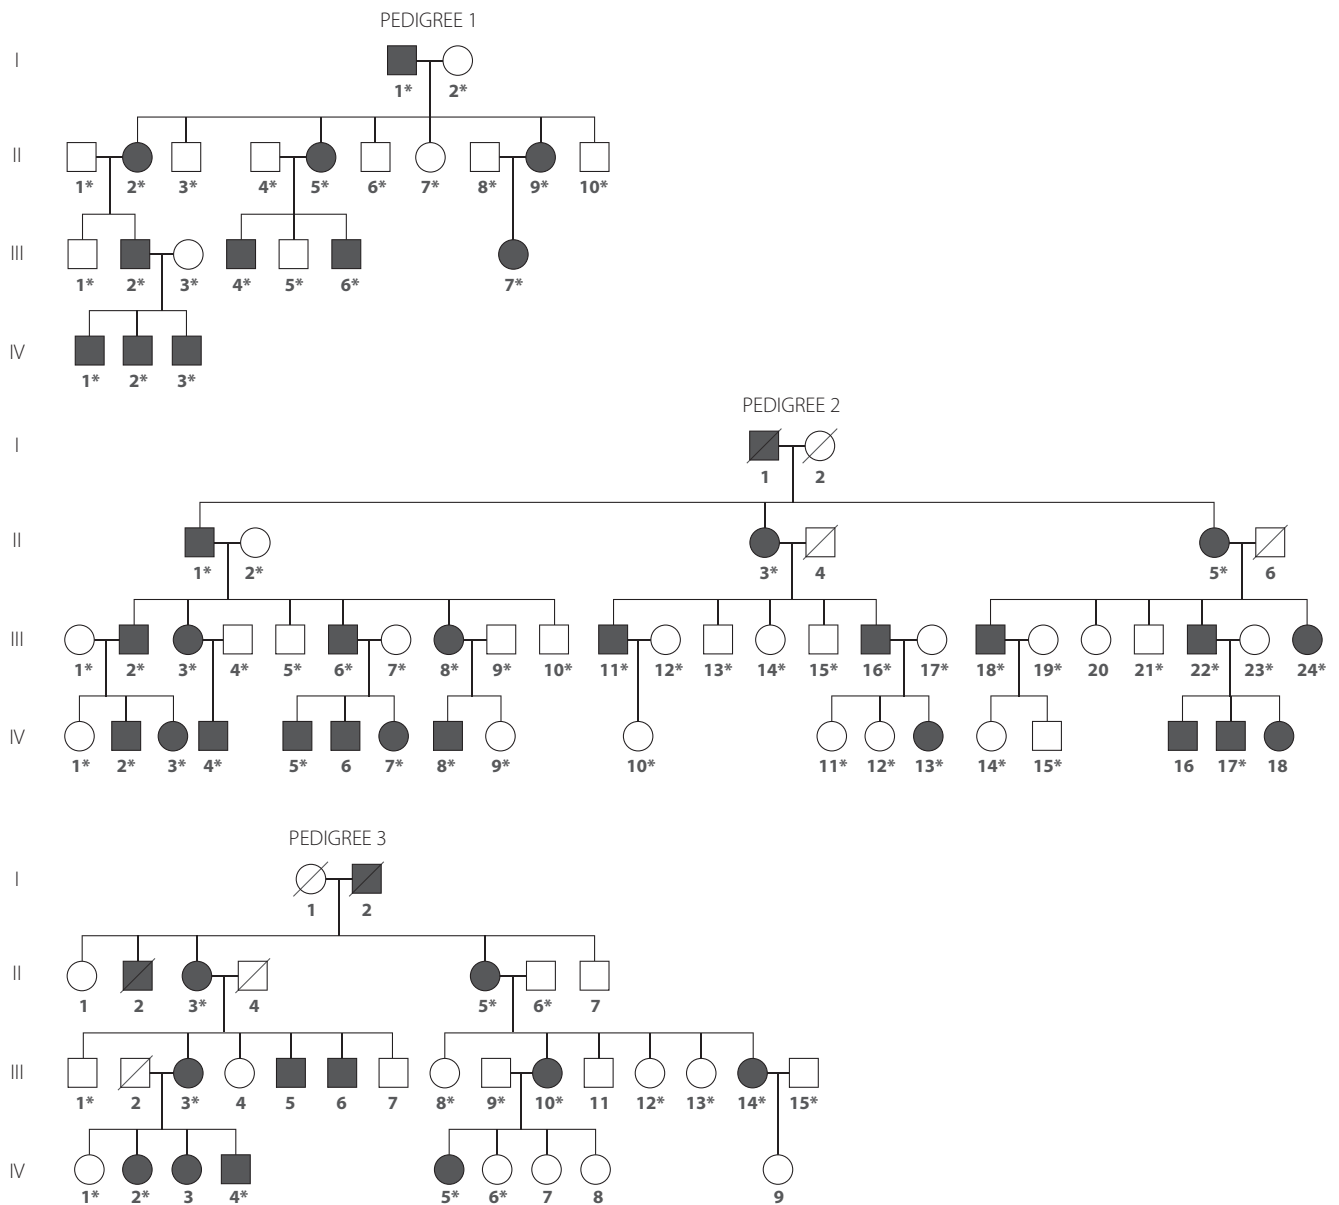 PEDIGREE 1
I
1* 2*
II
1* 2* 3* 4* 5* 6* 7* 8* 9* 10*
III
1* 2* 3* 4* 5* 6* 7*
IV
1* 2* 3*
PEDIGREE 2
I
1 2
II
1* 2* 3* 4 5* 6
III
1* 2* 3* 4* 5* 6* 7* 8* 9* 10* 11* 12* 13* 14* 15* 16* 17* 18* 19* 20 21* 22* 23* 24*
IV
1* 2* 3* 4* 5* 6 7* 8* 9* 10* 11* 12* 13* 14* 15* 16 17* 18
PEDIGREE 3
I
1 2
II
1 2 3* 4 5* 6* 7
III
1* 2 3* 4 5 6 7 8* 9* 10* 11 12* 13* 14* 15*
IV
1* 2* 3 4* 5* 6* 7 8 9